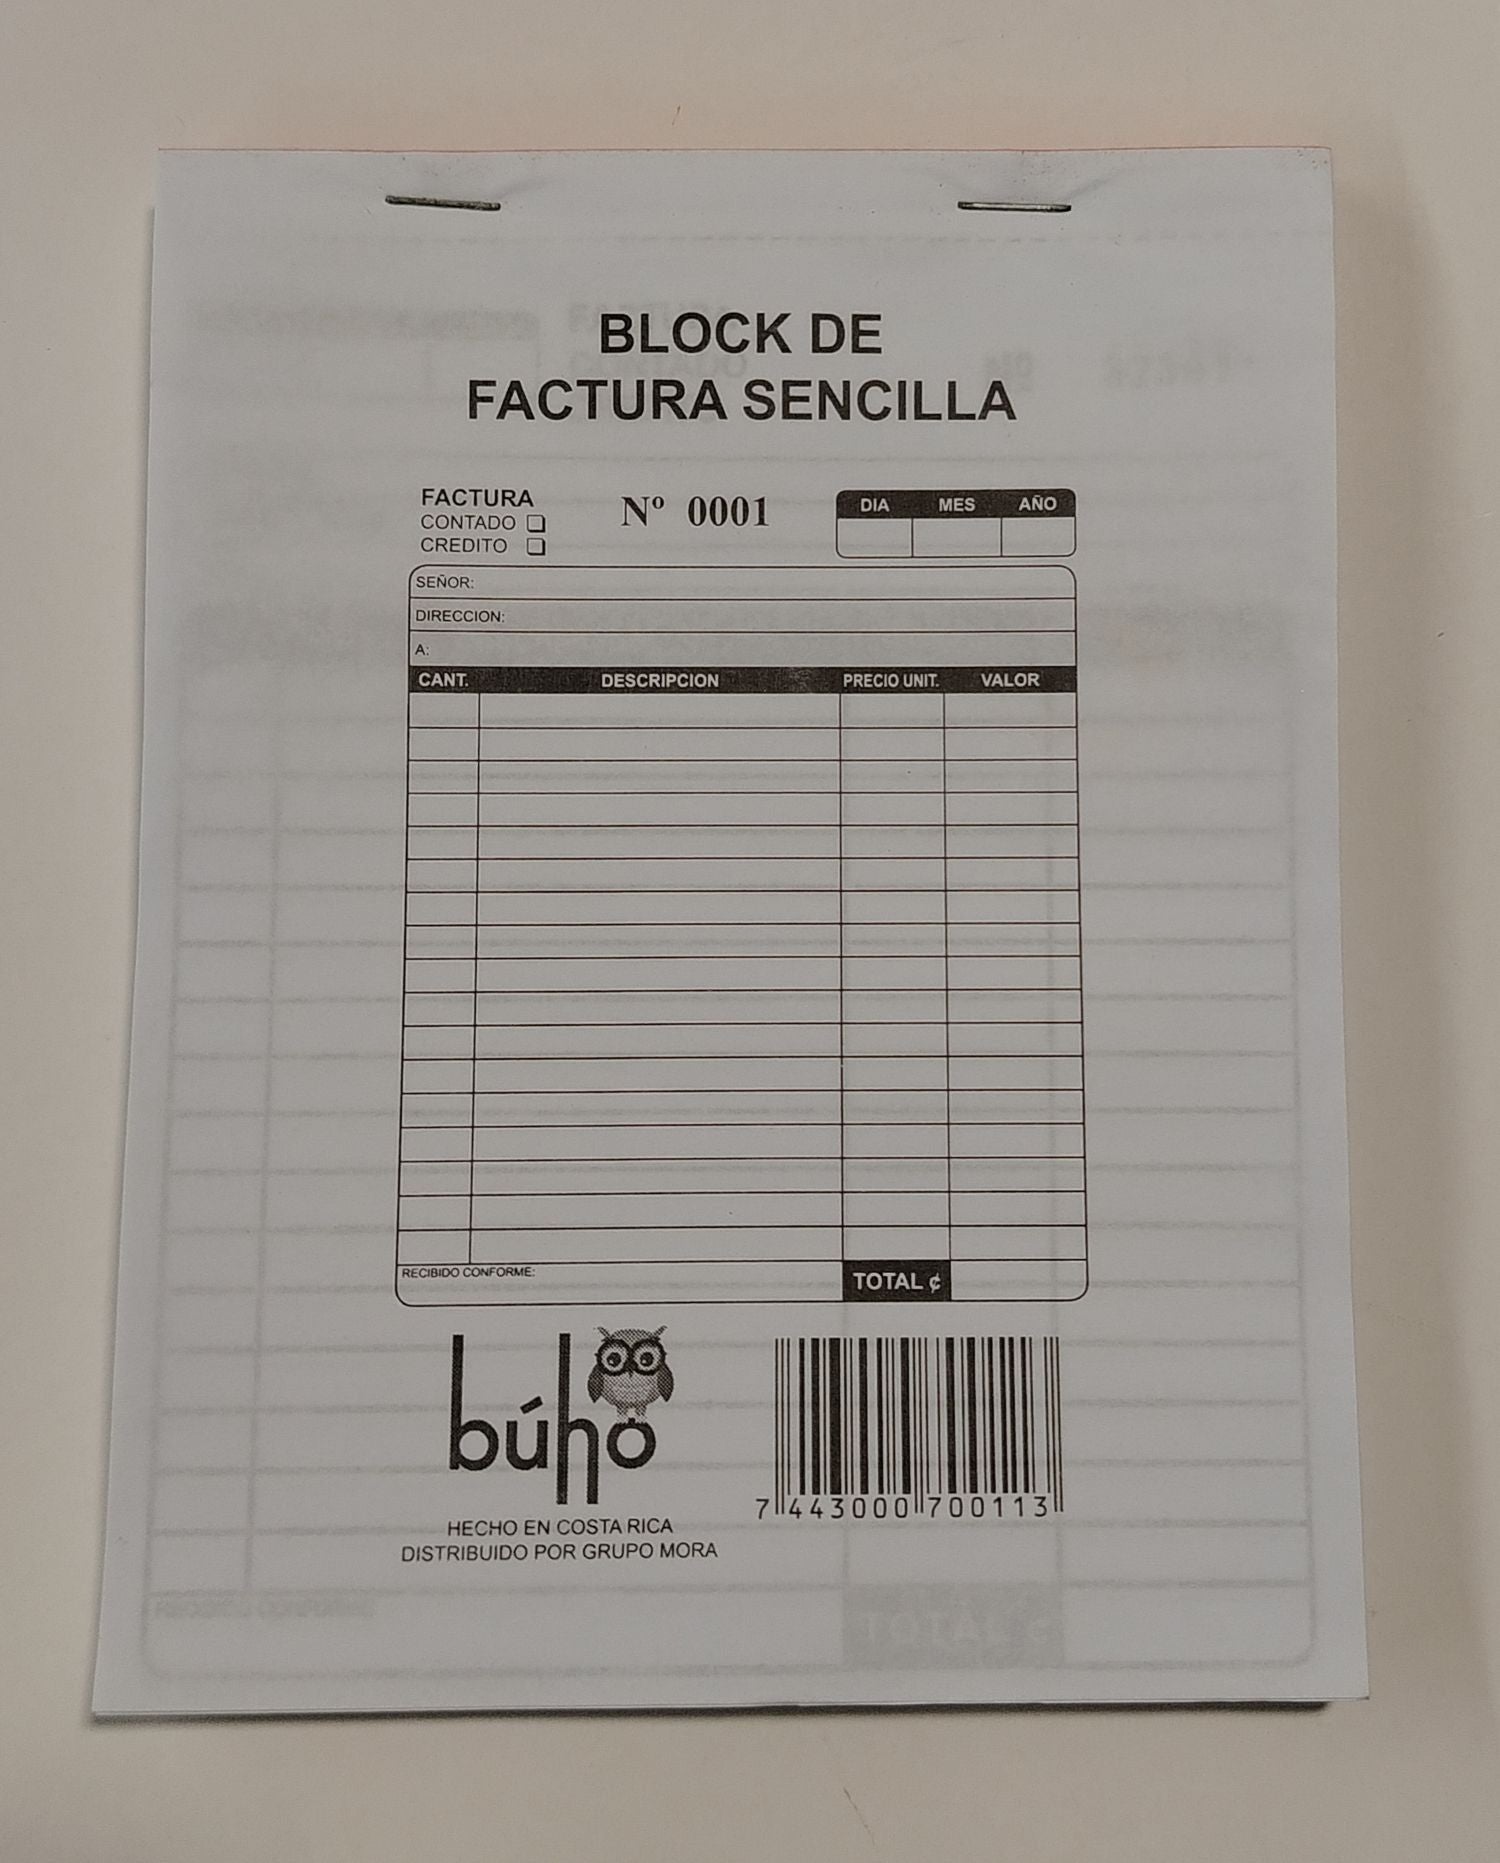 BLOCK DE
FACTURA SENCILLA
FACTURA
CONTADO
CREDITO
Nº 0001
DIA MES AÑO
SEÑOR:
DIRECCION:
A:
CANT. DESCRIPCION PRECIO UNIT. VALOR
RECIBIDO CONFORME:
TOTAL ¢
búho
HECHO EN COSTA RICA
DISTRIBUIDO POR GRUPO MORA
7 443000 700113